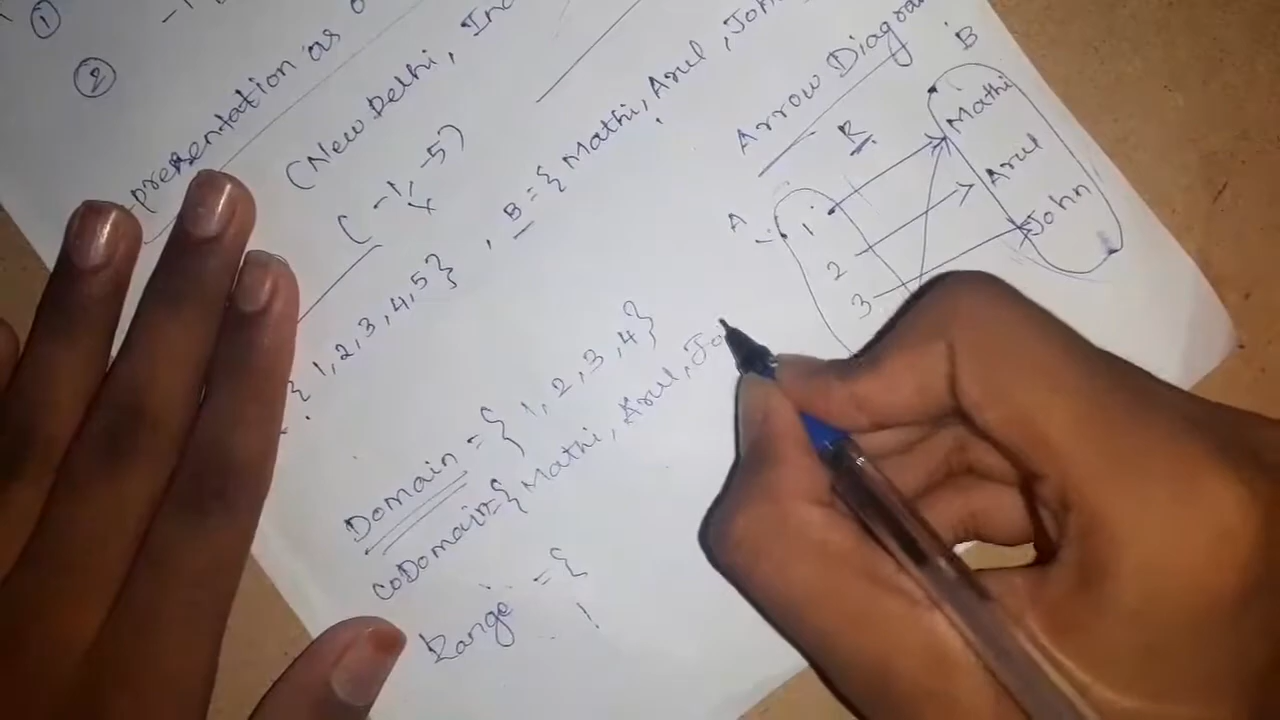 ①
②
-1
presentation as
(New Delhi,
(-1, -5)
{1,2,3,4,5}, B={Mathi, Arul, John
Domain = {1,2,3,4}
CoDomain={Mathi, Arul, Jo
Range = {
Arrow Diagram
R
A
B
1
2
3
Mathi
Arul
John